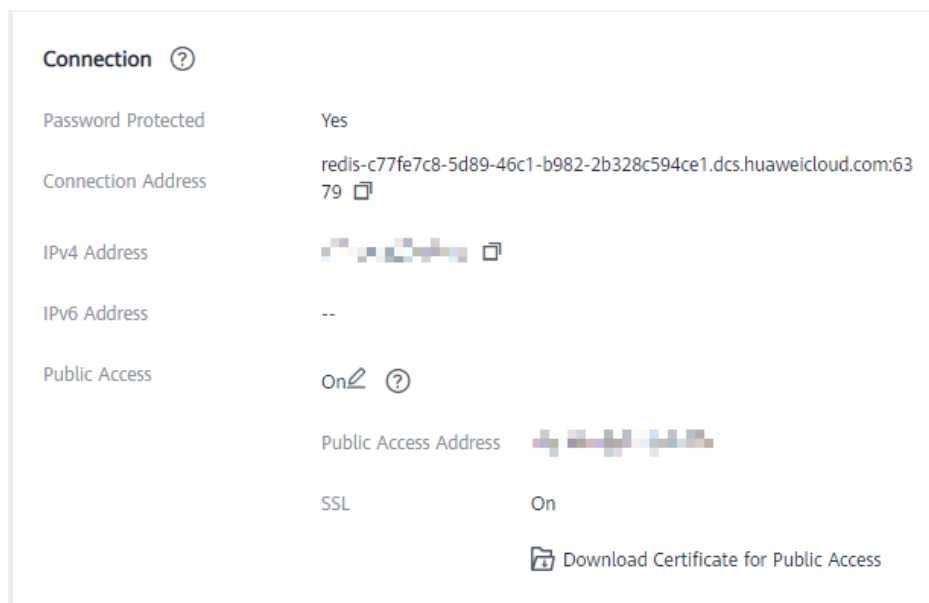 Connection
Password Protected Yes
Connection Address redis-c77fe7c8-5d89-46c1-b982-2b328c594ce1.dcs.huaweicloud.com:63
79
IPv4 Address
IPv6 Address --
Public Access On
Public Access Address
SSL On
Download Certificate for Public Access